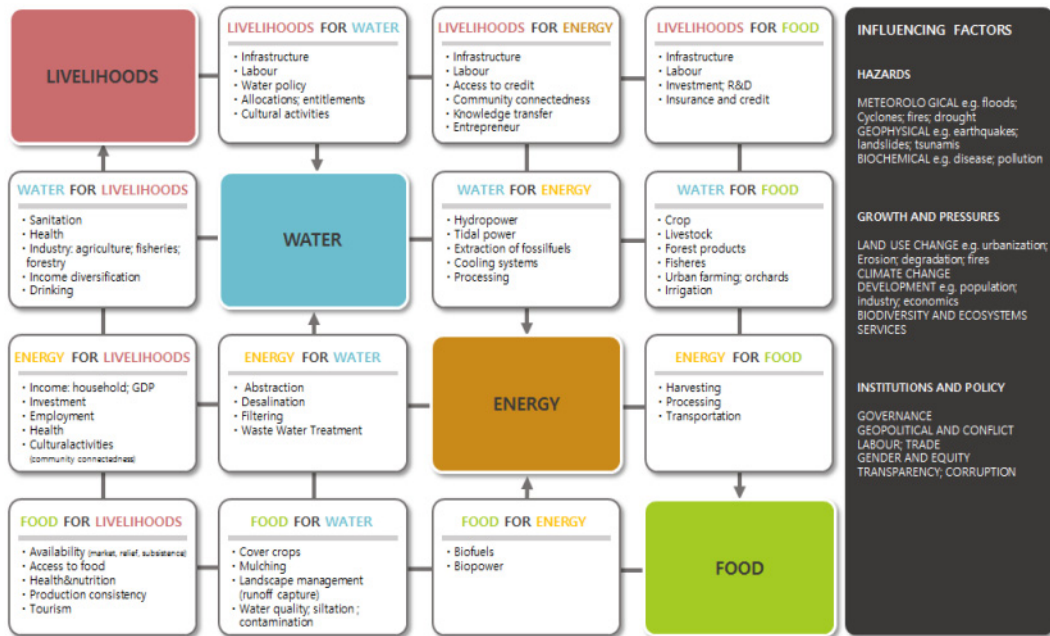 LIVELIHOODS
LIVELIHOODS FOR WATER
· Infrastructure
· Labour
· Water policy
· Allocations; entitlements
· Cultural activities
LIVELIHOODS FOR ENERGY
· Infrastructure
· Labour
· Access to credit
· Community connectedness
· Knowledge transfer
· Entrepreneur
LIVELIHOODS FOR FOOD
· Infrastructure
· Labour
· Investment; R&D
· Insurance and credit
WATER FOR LIVELIHOODS
· Sanitation
· Health
· Industry: agriculture; fisheries;
forestry
· Income diversification
· Drinking
WATER
WATER FOR ENERGY
· Hydropower
· Tidal power
· Extraction of fossilfuels
· Cooling systems
· Processing
WATER FOR FOOD
· Crop
· Livestock
· Forest products
· Fisheres
· Urban farming; orchards
· Irrigation
ENERGY FOR LIVELIHOODS
· Income: household; GDP
· Investment
· Employment
· Health
· Culturalactivities
(community connectedness)
ENERGY FOR WATER
· Abstraction
· Desalination
· Filtering
· Waste Water Treatment
ENERGY
ENERGY FOR FOOD
· Harvesting
· Processing
· Transportation
FOOD FOR LIVELIHOODS
· Availability (market, relief, subsistence)
· Access to food
· Health&nutrition
· Production consistency
· Tourism
FOOD FOR WATER
· Cover crops
· Mulching
· Landscape management
(runoff capture)
· Water quality; siltation ;
contamination
FOOD FOR ENERGY
· Biofuels
· Biopower
FOOD
INFLUENCING FACTORS
HAZARDS
METEOROLO GICAL e.g. floods;
Cyclones; fires; drought
GEOPHYSICAL e.g. earthquakes;
landslides; tsunamis
BIOCHEMICAL e.g. disease; pollution
GROWTH AND PRESSURES
LAND USE CHANGE e.g. urbanization;
Erosion; degradation; fires
CLIMATE CHANGE
DEVELOPMENT e.g. population;
industry; economics
BIODIVERSITY AND ECOSYSTEMS
SERVICES
INSTITUTIONS AND POLICY
GOVERNANCE
GEOPOLITICAL AND CONFLICT
LABOUR; TRADE
GENDER AND EQUITY
TRANSPARENCY; CORRUPTION